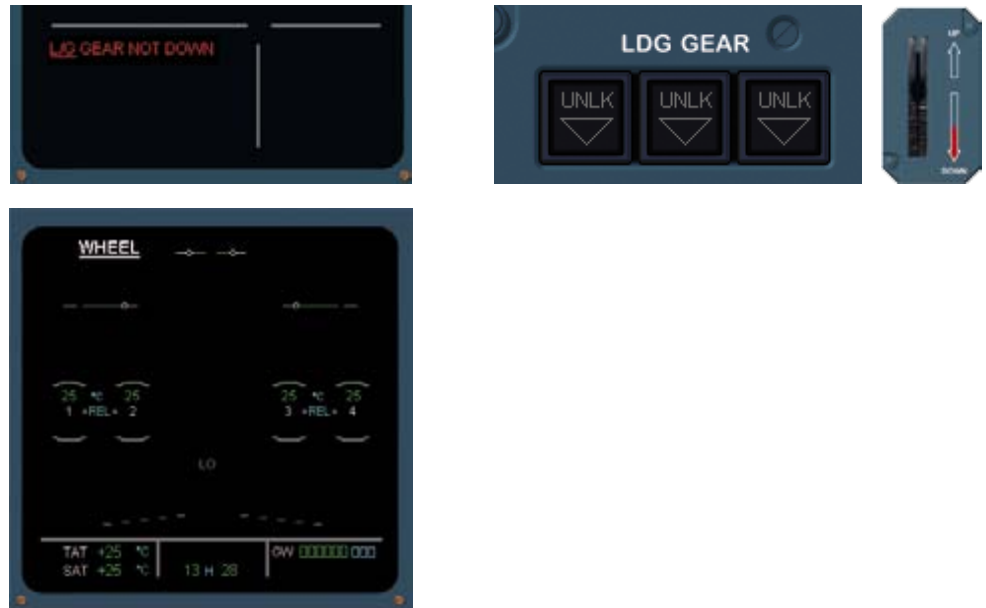 L/G GEAR NOT DOWN
LDG GEAR
UNLK UNLK UNLK
UP
DOWN
WHEEL
25 °C 25 25 °C 25
1 REL 2 3 REL 4
LO
TAT +25 °C GW
SAT +25 °C 13 H 28